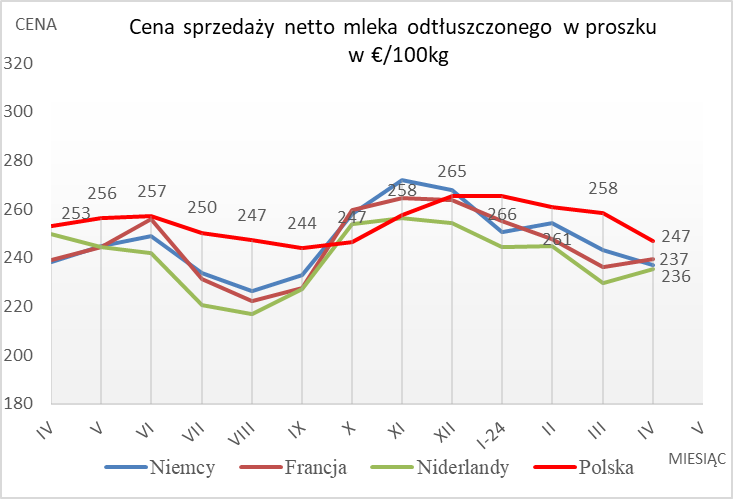 CENA
Cena sprzedaży netto mleka odtłuszczonego w proszku
w €/100kg
320
300
280
260
240
220
200
180
253
256
257
250
247
244
247
258
265
266
261
258
247
237
236
IV
V
VI
VII
VIII
IX
X
XI
XII
I-24
II
III
IV
V
MIESIĄC
Niemcy
Francja
Niderlandy
Polska